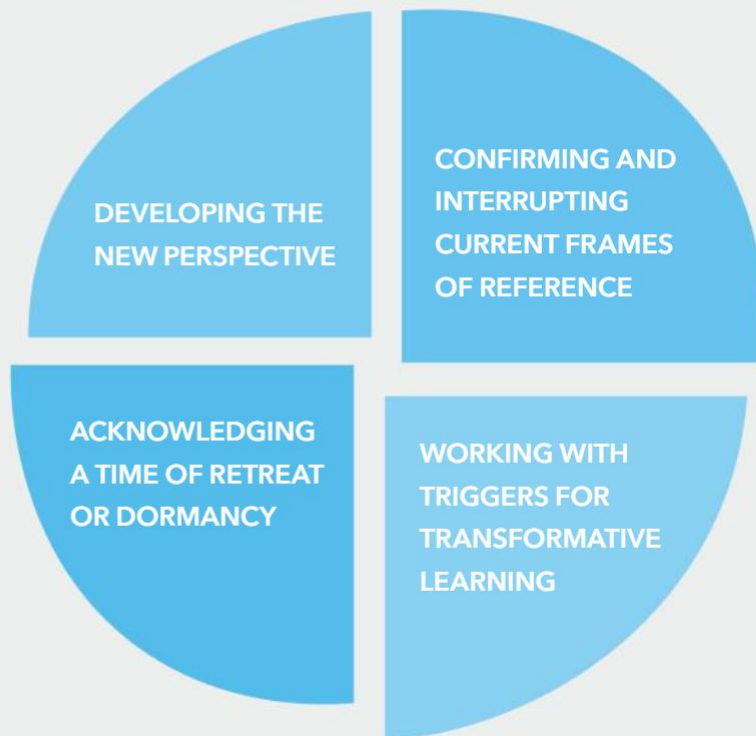 DEVELOPING THE
NEW PERSPECTIVE
CONFIRMING AND
INTERRUPTING
CURRENT FRAMES
OF REFERENCE
ACKNOWLEDGING
A TIME OF RETREAT
OR DORMANCY
WORKING WITH
TRIGGERS FOR
TRANSFORMATIVE
LEARNING